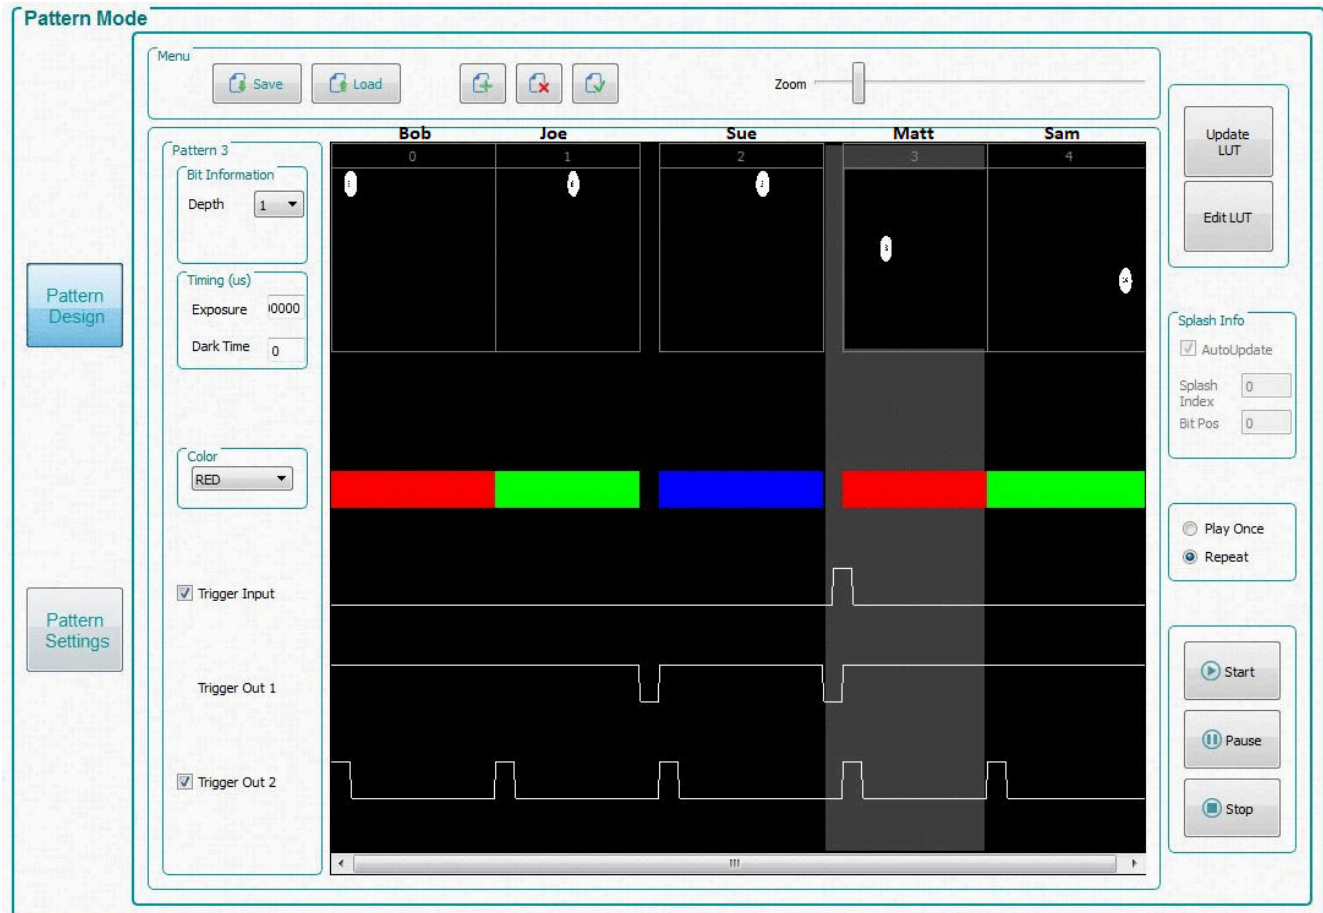 Pattern Mode
Menu
Save
Load
Zoom
Update
LUT
Edit LUT
Bob
Joe
Sue
Matt
Sam
0
1
2
3
4
Pattern 3
Bit Information
Depth
1
Timing (us)
Exposure
0000
Dark Time
0
Color
RED
Trigger Input
Trigger Out 1
Trigger Out 2
Pattern
Design
Pattern
Settings
Splash Info
AutoUpdate
Splash
Index
0
Bit Pos
0
Play Once
Repeat
Start
Pause
Stop